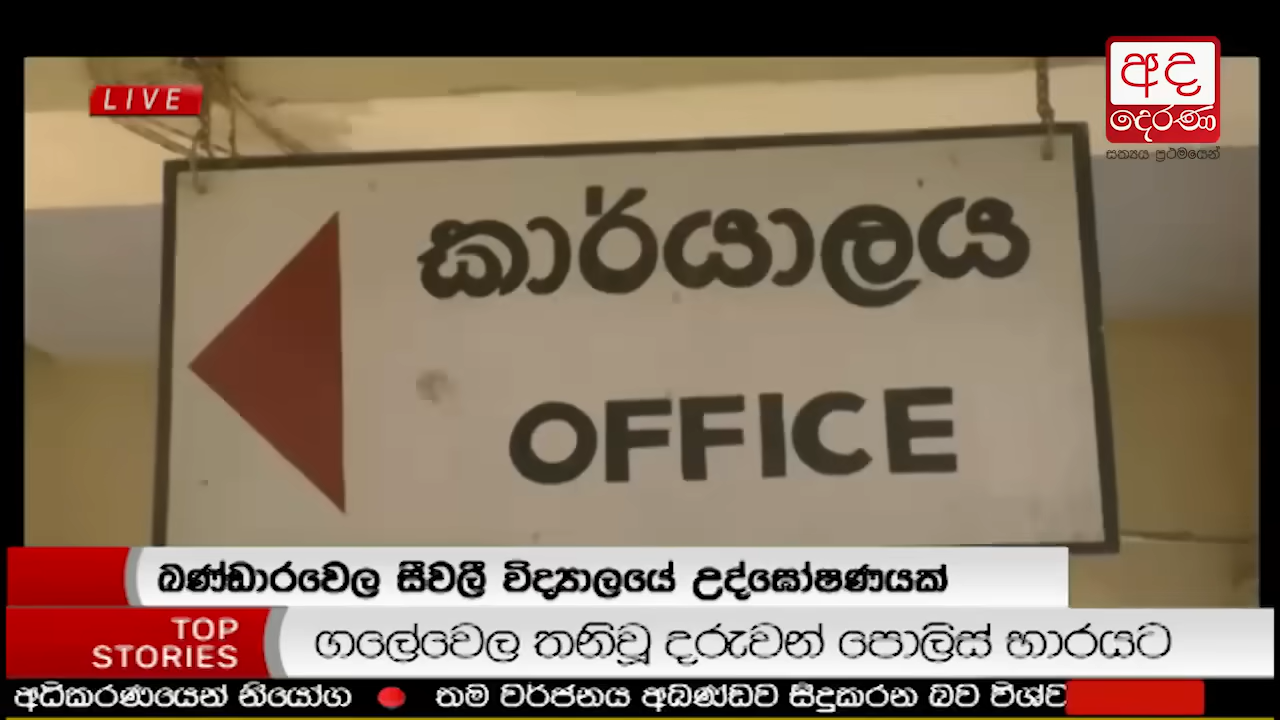 LIVE
අද
දෙරණ
සත්‍යය ප්‍රථමයෙන්
කාර්යාලය
OFFICE
බණ්ඩාරවෙල සීවලී විද්‍යාලයේ උද්ඝෝෂණයක්
TOP
STORIES
ගලේවෙල තනිවූ දරුවන් පොලිස් භාරයට
අධිකරණයෙන් නියෝග ● තම වර්ජනය අඛණ්ඩව සිදුකරන බව විශ්ව